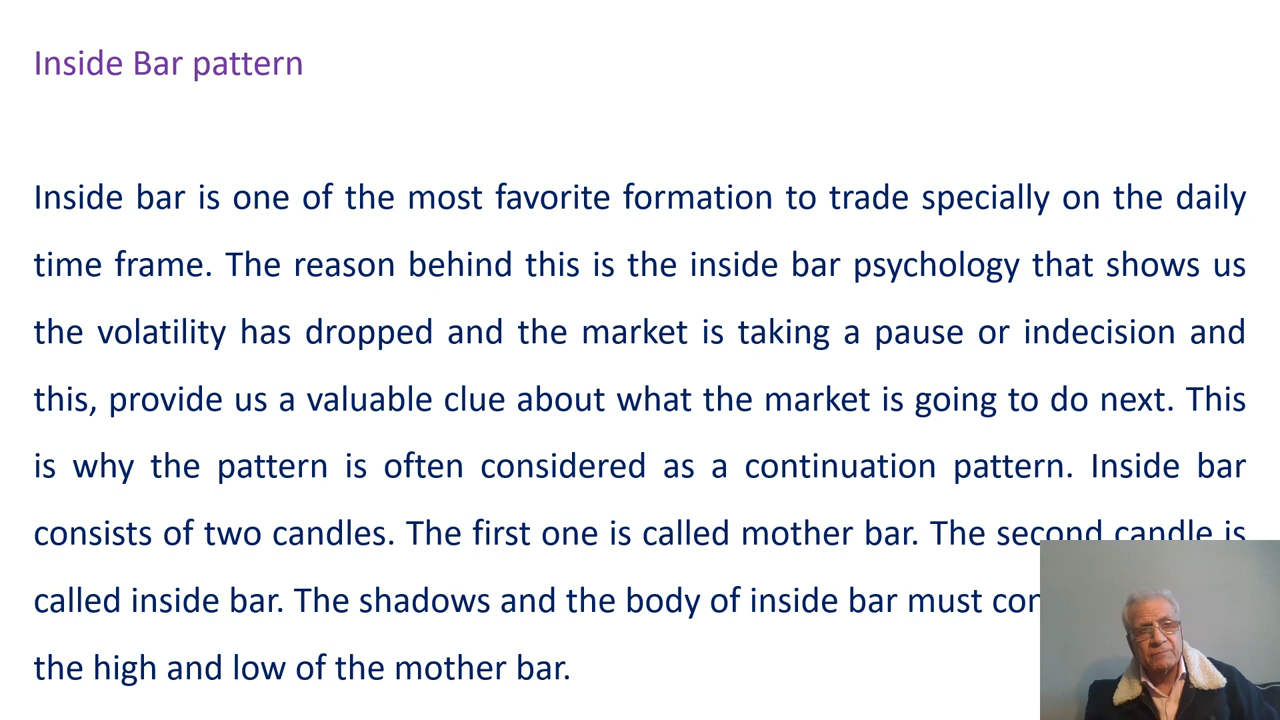 Inside Bar pattern
Inside bar is one of the most favorite formation to trade specially on the daily
time frame. The reason behind this is the inside bar psychology that shows us
the volatility has dropped and the market is taking a pause or indecision and
this, provide us a valuable clue about what the market is going to do next. This
is why the pattern is often considered as a continuation pattern. Inside bar
consists of two candles. The first one is called mother bar. The second candle is
called inside bar. The shadows and the body of inside bar must
the high and low of the mother bar.